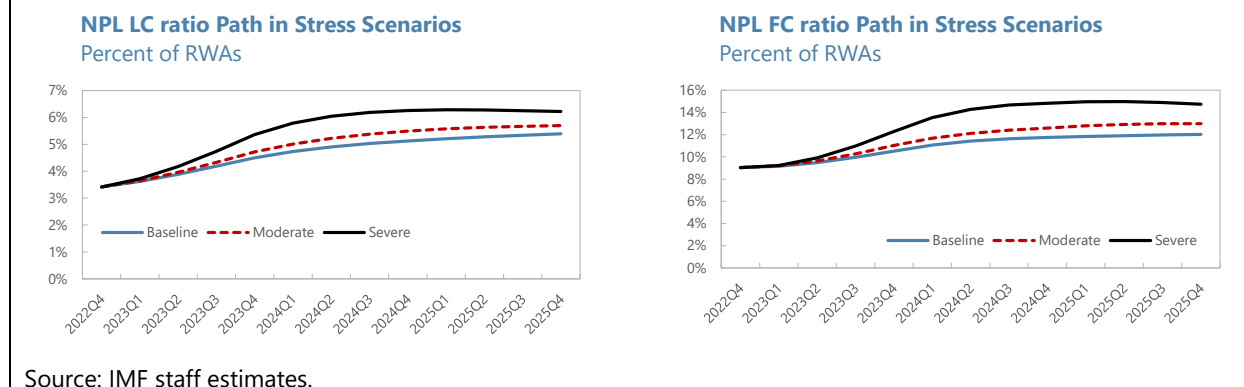 NPL LC ratio Path in Stress Scenarios
Percent of RWAs
7%
6%
5%
4%
3%
2%
1%
0%
Baseline Moderate Severe
2022Q4 2023Q1 2023Q2 2023Q3 2023Q4 2024Q1 2024Q2 2024Q3 2024Q4 2025Q1 2025Q2 2025Q3 2025Q4
NPL FC ratio Path in Stress Scenarios
Percent of RWAs
16%
14%
12%
10%
8%
6%
4%
2%
0%
Baseline Moderate Severe
2022Q4 2023Q1 2023Q2 2023Q3 2023Q4 2024Q1 2024Q2 2024Q3 2024Q4 2025Q1 2025Q2 2025Q3 2025Q4
Source: IMF staff estimates.